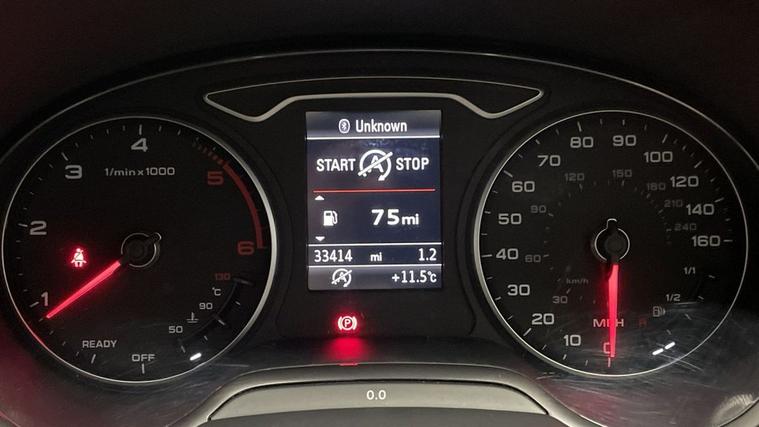 Unknown
START A STOP
75 mi
33414 mi 1.2
+11.5°C
1 2 3 4 5 6
1/min x 1000
READY
OFF
50 90 130
°C
10 20 30 40 50 60 70 80 90 100 120 140 160
30 60 90 120 150 180 210 240
km/h
MPH
0
R 1/2 1/1
P
0.0